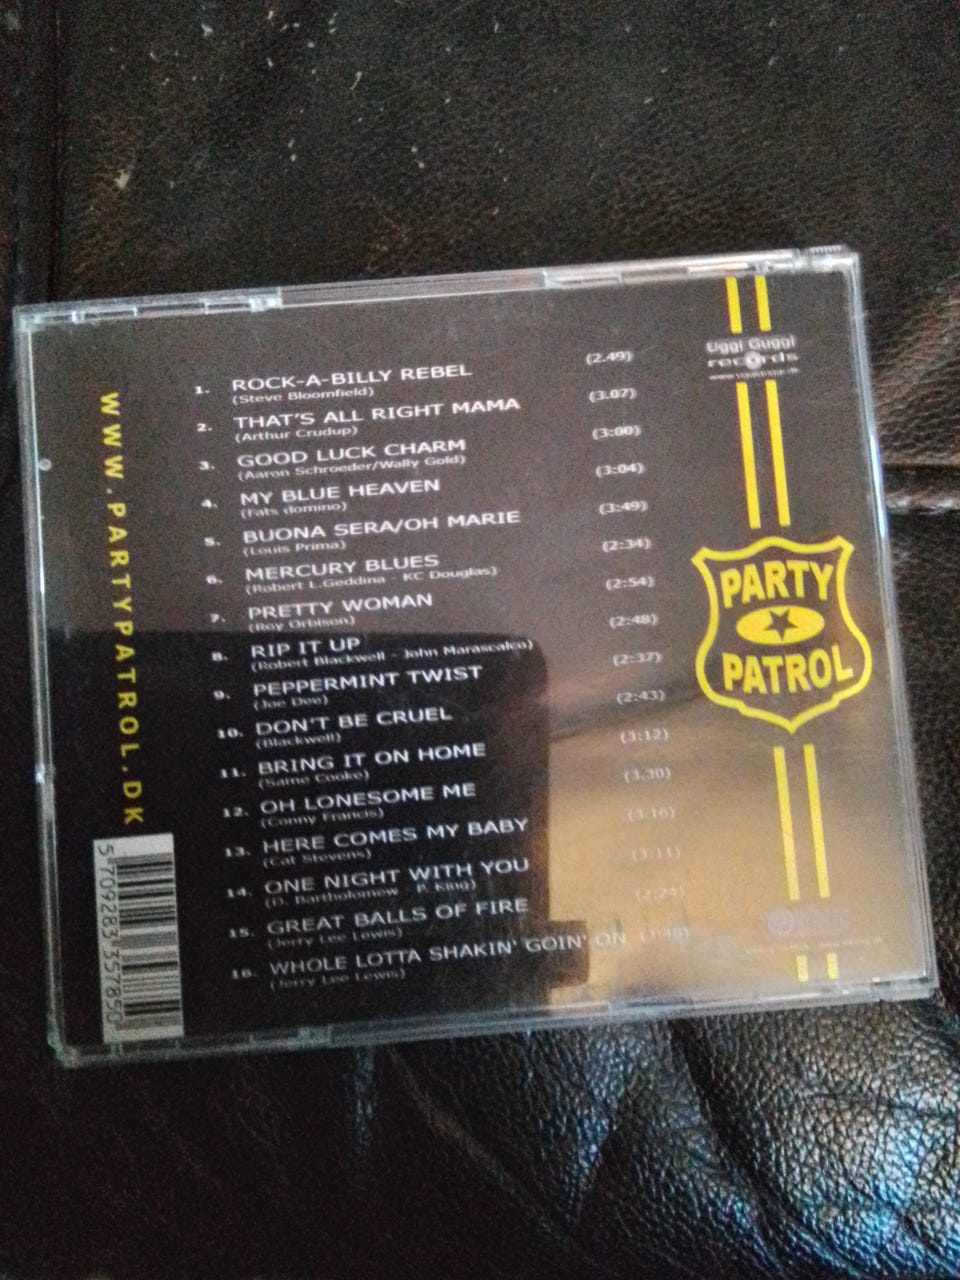 WWW.PARTYPATROL.DK
1. ROCK-A-BILLY REBEL (2.49)
(Steve Bloomfield)
2. THAT'S ALL RIGHT MAMA (3.07)
(Arthur Crudup)
3. GOOD LUCK CHARM (3:00)
(Aaron Schroeder/Wally Gold)
4. MY BLUE HEAVEN (3:04)
(Fats domino)
5. BUONA SERA/OH MARIE (3:49)
(Louis Prima)
6. MERCURY BLUES (2:34)
(Robert L.Geddina - KC Douglas)
7. PRETTY WOMAN (2:54)
(Roy Orbison)
8. RIP IT UP (2:48)
(Robert Blackwell - John Marascalco)
9. PEPPERMINT TWIST (2:37)
(Joe Dee)
10. DON'T BE CRUEL (2:43)
(Blackwell)
11. BRING IT ON HOME (3:12)
(Same Cooke)
12. OH LONESOME ME (3.30)
(Conny Francis)
13. HERE COMES MY BABY (3.16)
(Cat Stevens)
14. ONE NIGHT WITH YOU (3:11)
(D. Bartholomew - P. King)
15. GREAT BALLS OF FIRE (2.24)
(Jerry Lee Lewis)
16. WHOLE LOTTA SHAKIN' GOIN' ON
(Jerry Lee Lewis)
Uggi Guggi
records
PARTY
PATROL
5 709283 357850